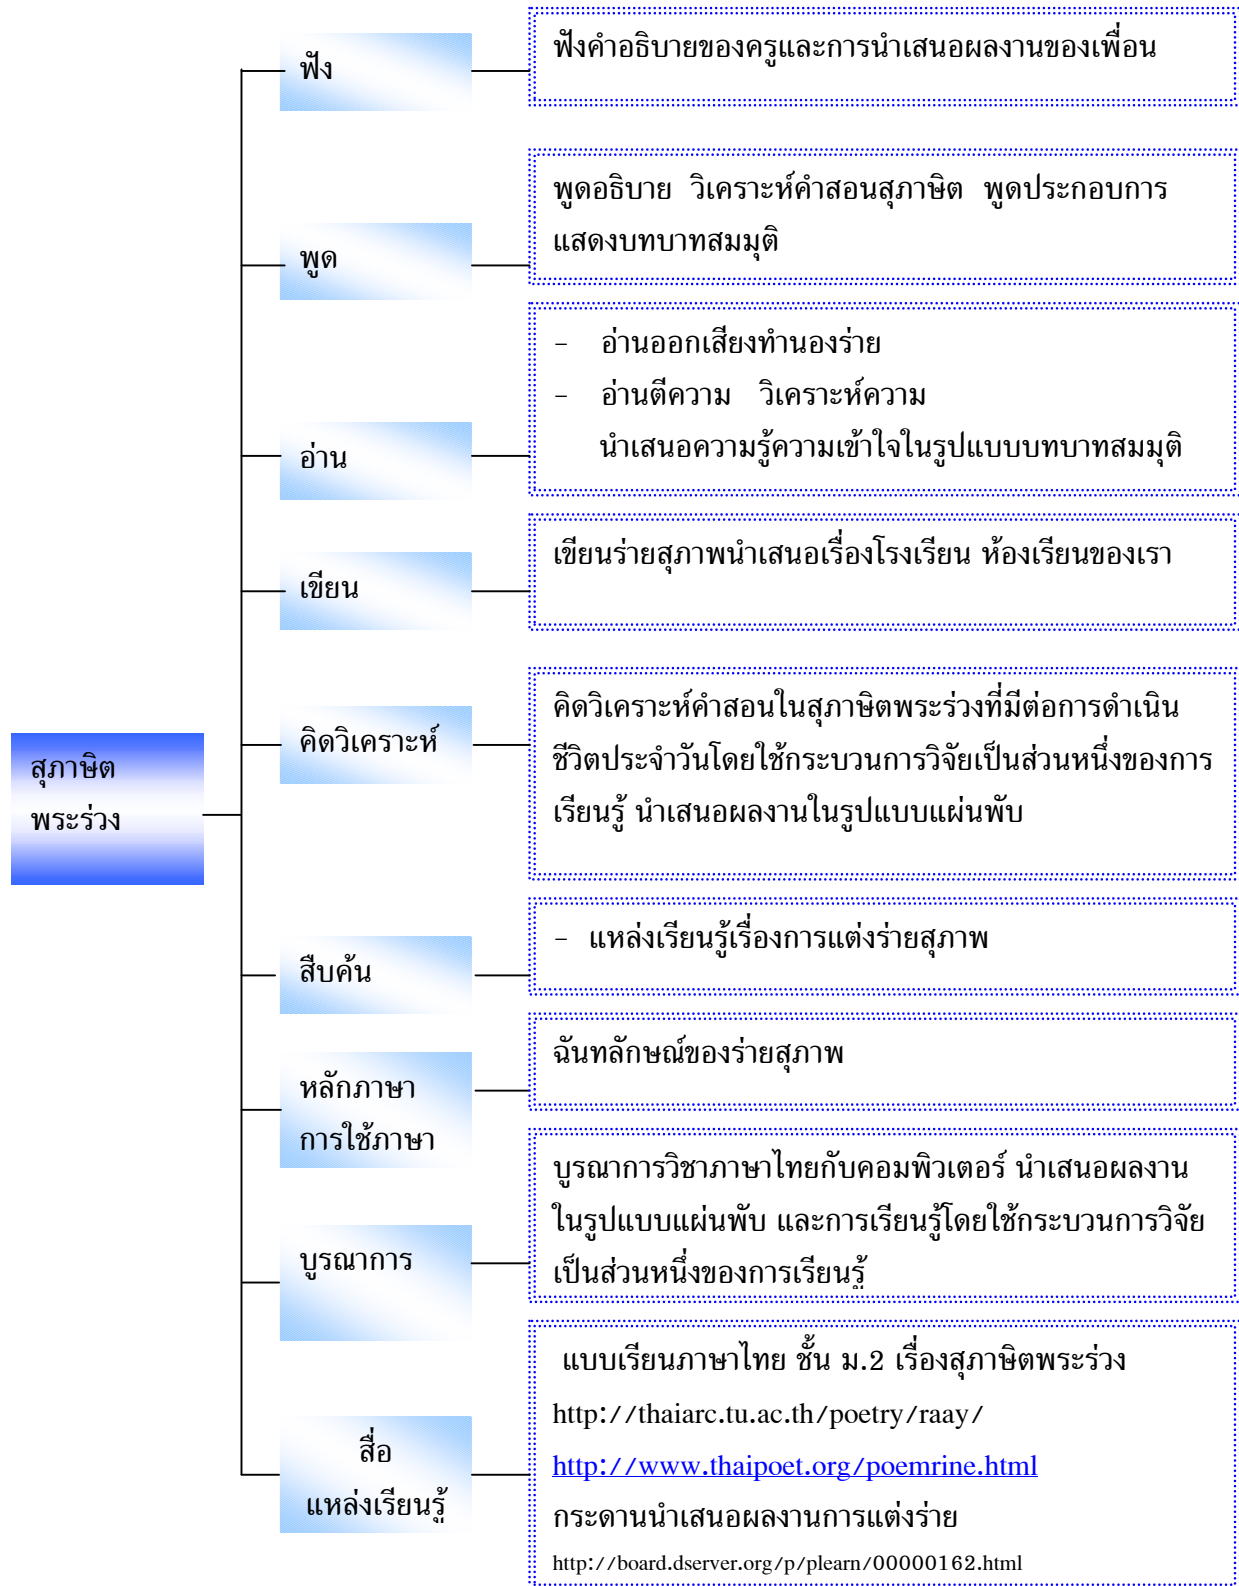 ฟัง
ฟังคำอธิบายของครูและการนำเสนอผลงานของเพื่อน
พูด
พูดอธิบาย วิเคราะห์คำสอนสุภาษิต พูดประกอบการ
แสดงบทบาทสมมุติ
อ่าน
- อ่านออกเสียงทำนองร่าย
- อ่านตีความ วิเคราะห์ความ
นำเสนอความรู้ความเข้าใจในรูปแบบบทบาทสมมุติ
เขียน
เขียนร่ายสุภาพนำเสนอเรื่องโรงเรียน ห้องเรียนของเรา
สุภาษิต
พระร่วง
คิดวิเคราะห์
คิดวิเคราะห์คำสอนในสุภาษิตพระร่วงที่มีต่อการดำเนิน
ชีวิตประจำวันโดยใช้กระบวนการวิจัยเป็นส่วนหนึ่งของการ
เรียนรู้ นำเสนอผลงานในรูปแบบแผ่นพับ
สืบค้น
- แหล่งเรียนรู้เรื่องการแต่งร่ายสุภาพ
หลักภาษา
การใช้ภาษา
ฉันทลักษณ์ของร่ายสุภาพ
บูรณาการ
บูรณาการวิชาภาษาไทยกับคอมพิวเตอร์ นำเสนอผลงาน
ในรูปแบบแผ่นพับ และการเรียนรู้โดยใช้กระบวนการวิจัย
เป็นส่วนหนึ่งของการเรียนรู้
สื่อ
แหล่งเรียนรู้
แบบเรียนภาษาไทย ชั้น ม.2 เรื่องสุภาษิตพระร่วง
http://thaiarc.tu.ac.th/poetry/raay/
http://www.thaipoet.org/poemrine.html
กระดานนำเสนอผลงานการแต่งร่าย
http://board.dserver.org/p/plearn/00000162.html